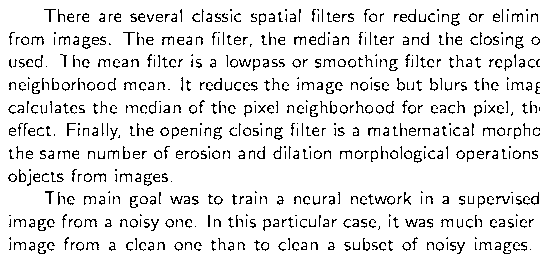 There are several classic spatial filters for reducing or elimin
from images. The mean filter, the median filter and the closing o
used. The mean filter is a lowpass or smoothing filter that replac
neighborhood mean. It reduces the image noise but blurs the imag
calculates the median of the pixel neighborhood for each pixel, the
effect. Finally, the opening closing filter is a mathematical morpho
the same number of erosion and dilation morphological operations
objects from images.
The main goal was to train a neural network in a supervised
image from a noisy one. In this particular case, it was much easier
image from a clean one than to clean a subset of noisy images.